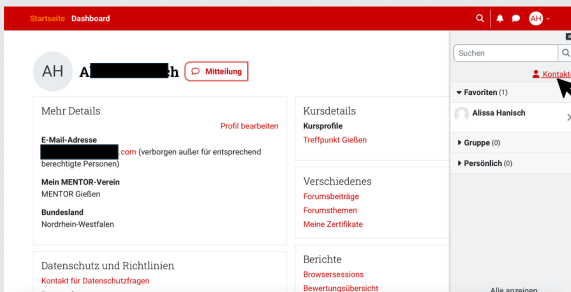 Startseite Dashboard
AH
AH
A h
Mitteilung
Mehr Details
Profil bearbeiten
E-Mail-Adresse
.com (verborgen außer für entsprechend
berechtigte Personen)
Mein MENTOR-Verein
MENTOR Gießen
Bundesland
Nordrhein-Westfalen
Datenschutz und Richtlinien
Kontakt für Datenschutzfragen
Kursdetails
Kursprofile
Treffpunkt Gießen
Verschiedenes
Forumsbeiträge
Forumsthemen
Meine Zertifikate
Berichte
Browsersessions
Bewertungsübersicht
Suchen
Kontakte
Favoriten (1)
Alissa Hanisch
Gruppe (0)
Persönlich (0)
Alle anzeigen